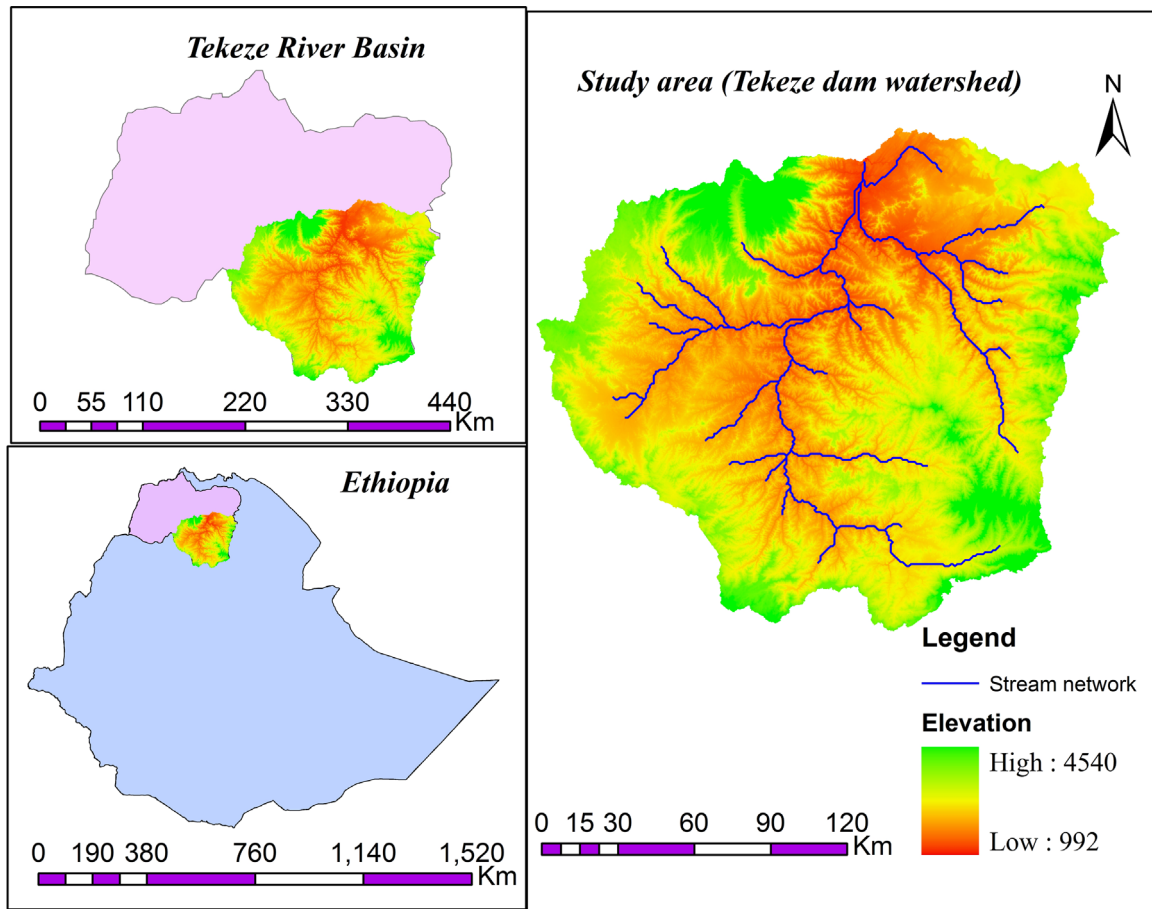 Tekeze River Basin
0 55 110 220 330 440
Km
Ethiopia
0 190 380 760 1,140 1,520
Km
Study area (Tekeze dam watershed)
N
Legend
Stream network
Elevation
High : 4540
Low : 992
0 15 30 60 90 120
Km